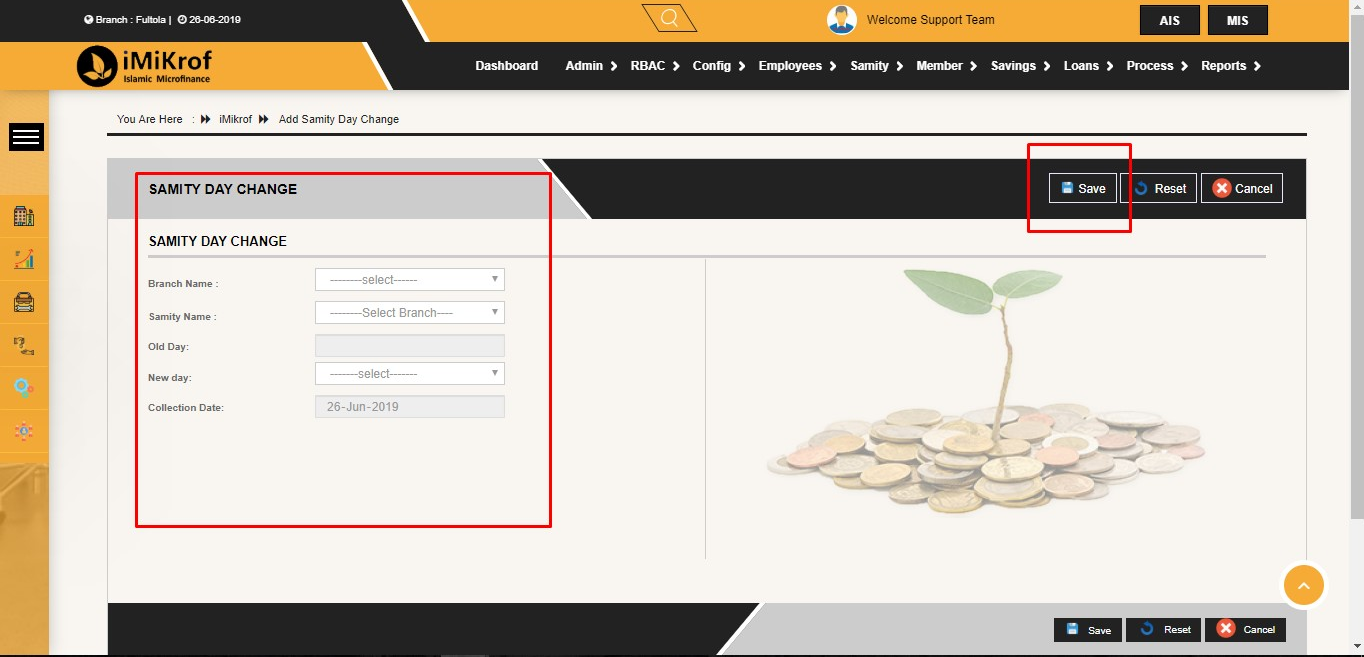 Branch : Fultola | 26-06-2019
Welcome Support Team
AIS
MIS
iMiKrof
Islamic Microfinance
Dashboard Admin RBAC Config Employees Samity Member Savings Loans Process Reports
You Are Here : iMikrof Add Samity Day Change
SAMITY DAY CHANGE
Save Reset Cancel
SAMITY DAY CHANGE
Branch Name : --------select------
Samity Name : --------Select Branch----
Old Day:
New day: -------select-------
Collection Date: 26-Jun-2019
Save Reset Cancel